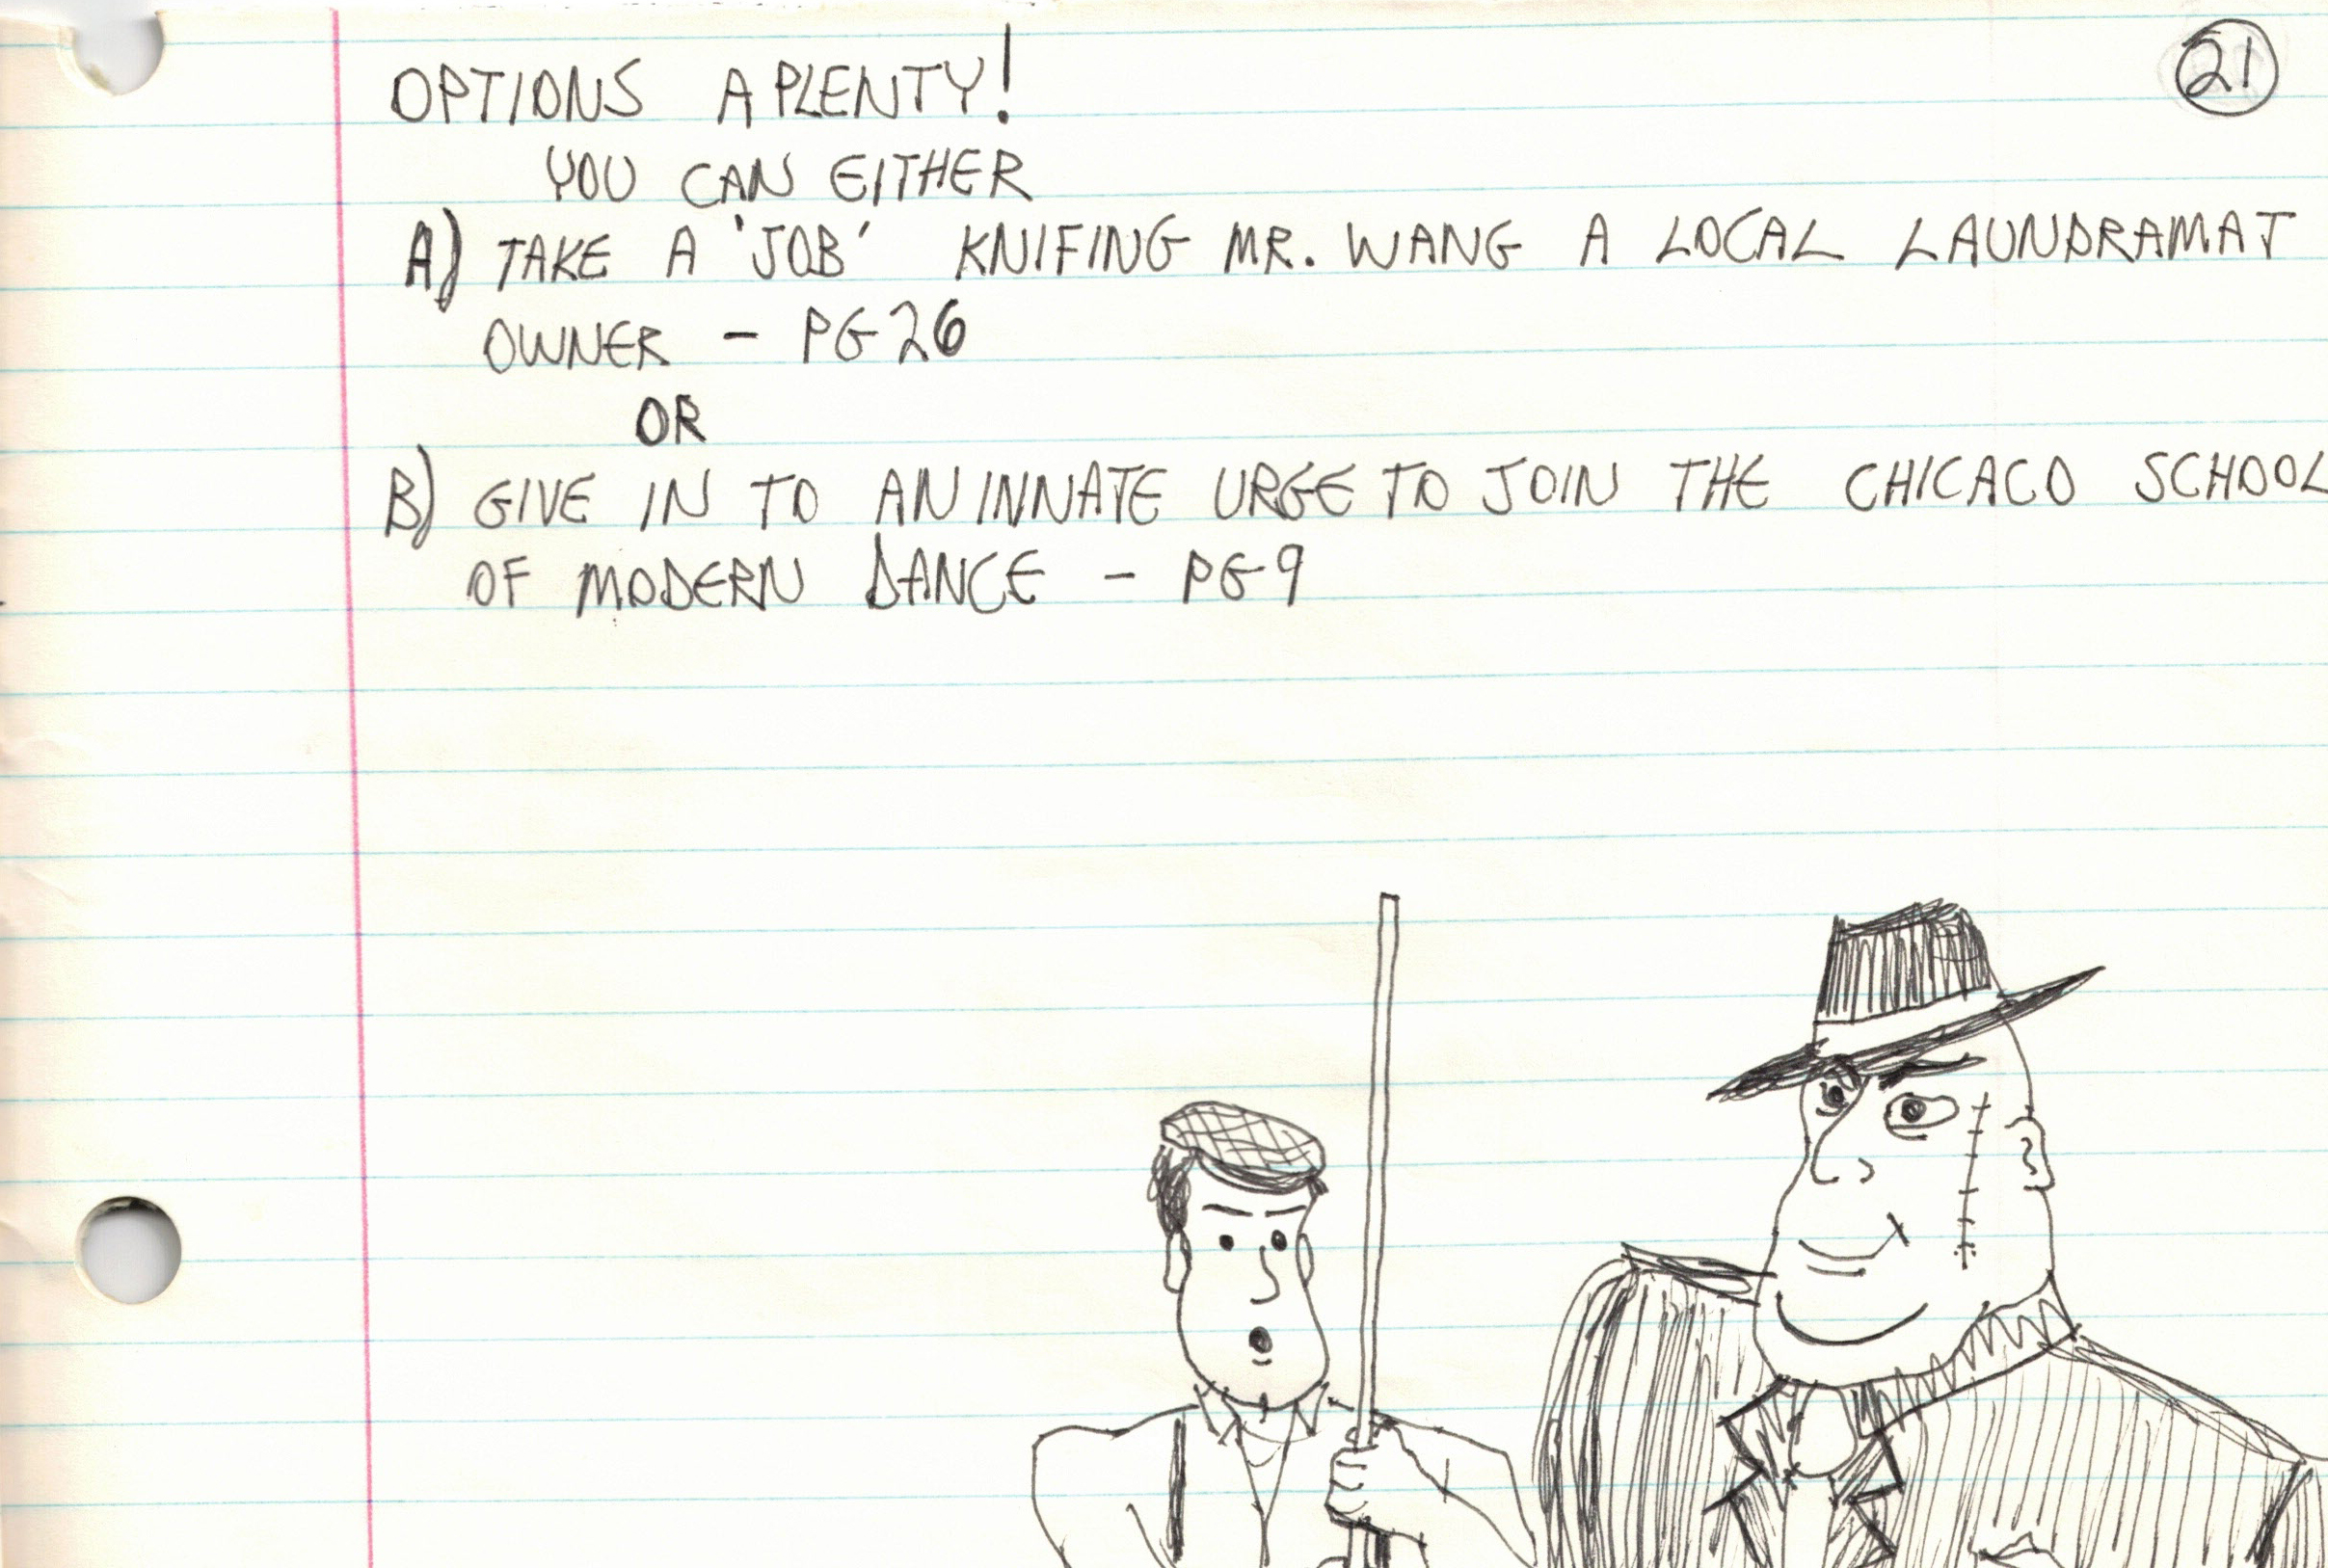 21
OPTIONS APLENTY!
YOU CAN EITHER
A) TAKE A 'JOB' KNIFING MR. WANG A LOCAL LAUNDRAMAT
OWNER - PG 26
OR
B) GIVE IN TO AN INNATE URGE TO JOIN THE CHICACO SCHOOL
OF MODERN DANCE - PG 9